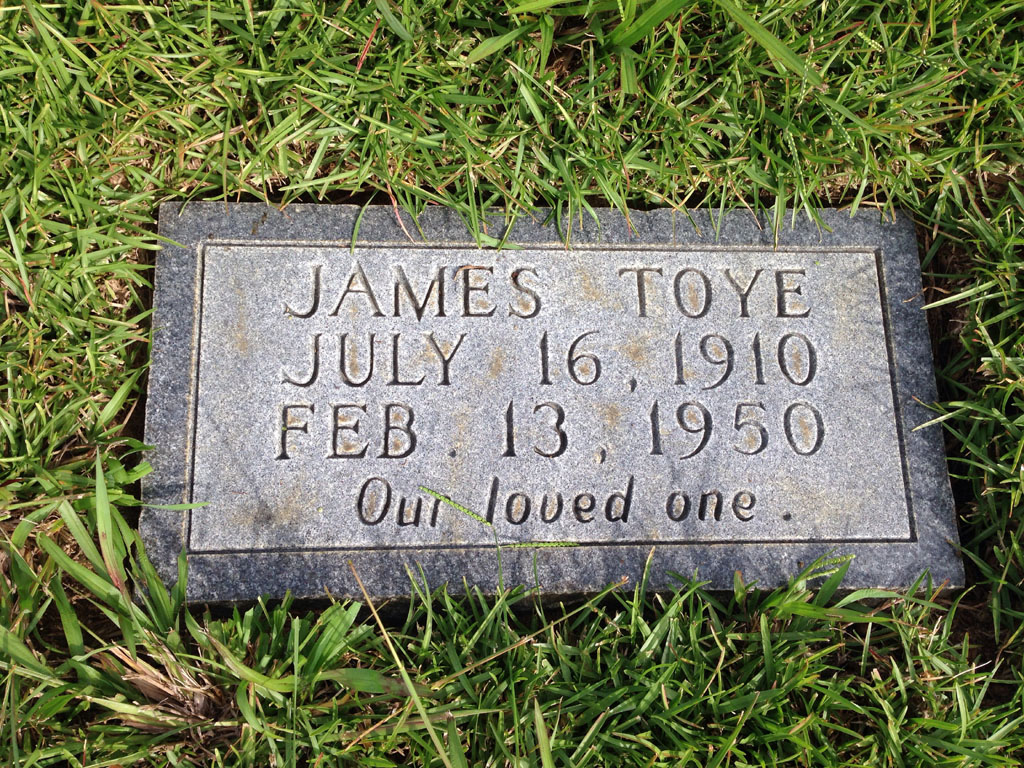 JAMES TOYE
JULY 16, 1910
FEB. 13, 1950
Our loved one.